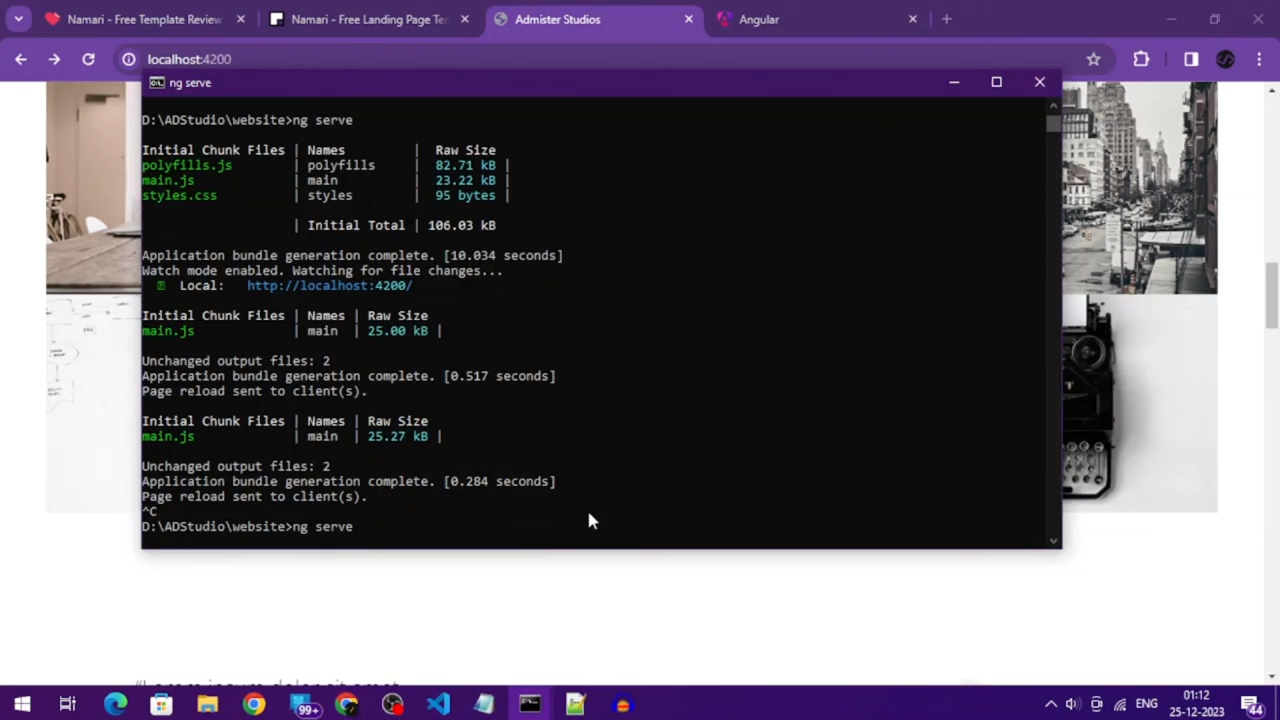 Namari - Free Template Review
Namari - Free Landing Page Te
Admister Studios
Angular
localhost:4200
ng serve
D:\ADStudio\website>ng serve
Initial Chunk Files | Names | Raw Size
polyfills.js | polyfills | 82.71 kB |
main.js | main | 23.22 kB |
styles.css | styles | 95 bytes |
| Initial Total | 106.03 kB
Application bundle generation complete. [10.034 seconds]
Watch mode enabled. Watching for file changes...
Local: http://localhost:4200/
Initial Chunk Files | Names | Raw Size
main.js | main | 25.00 kB |
Unchanged output files: 2
Application bundle generation complete. [0.517 seconds]
Page reload sent to client(s).
Initial Chunk Files | Names | Raw Size
main.js | main | 25.27 kB |
Unchanged output files: 2
Application bundle generation complete. [0.284 seconds]
Page reload sent to client(s).
^C
D:\ADStudio\website>ng serve
“Lorem ipsum dolor sit amet
99+
ENG
01:12
25-12-2023
44